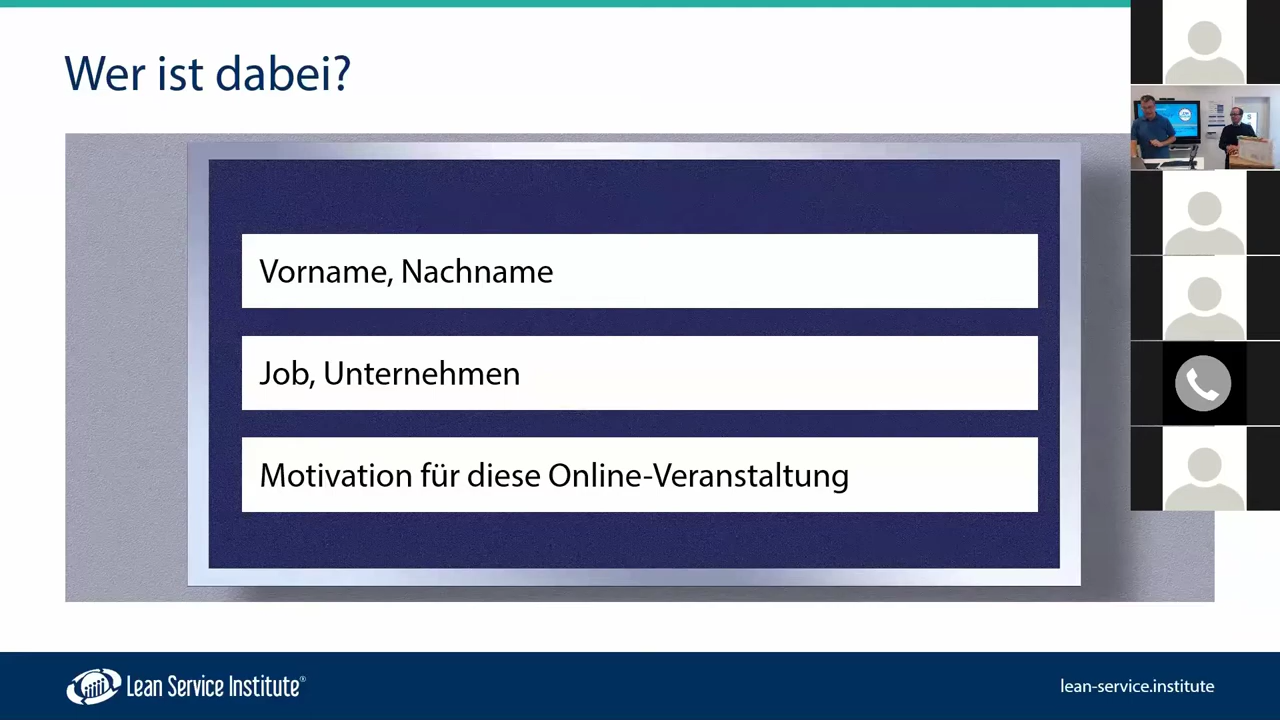 Wer ist dabei?
Vorname, Nachname
Job, Unternehmen
Motivation für diese Online-Veranstaltung
Lean Service Institute®
lean-service.institute